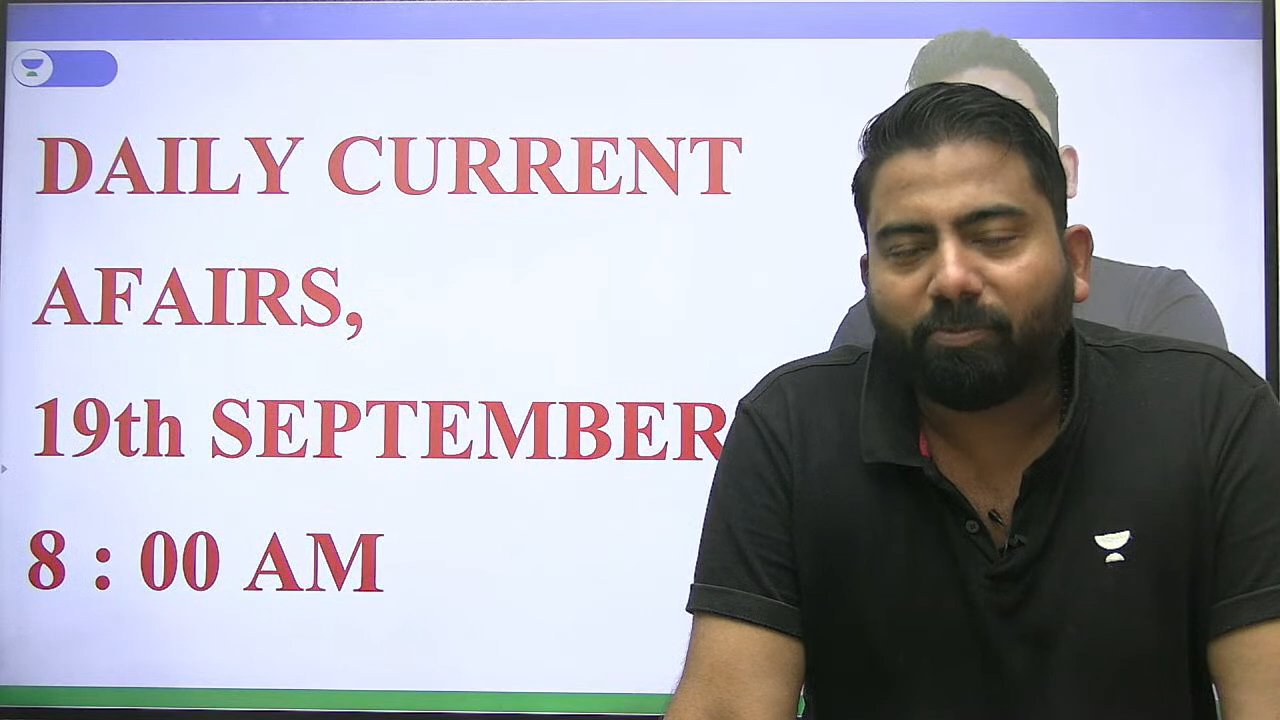 DAILY CURRENT
AFAIRS,
19th SEPTEMBER
8 : 00 AM